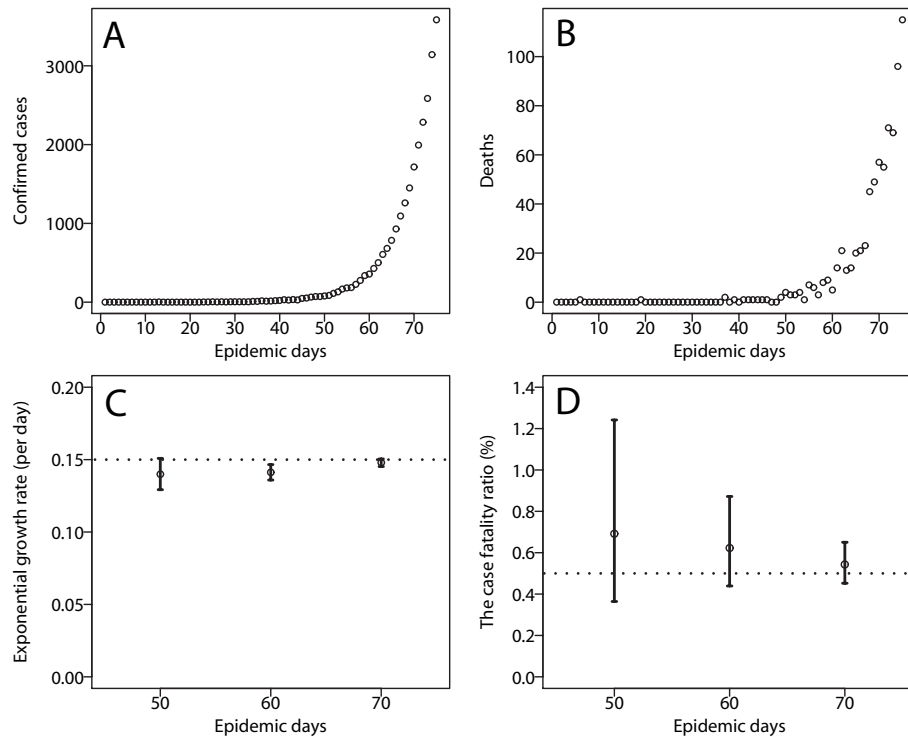 A
Confirmed cases
3000
2000
1000
0
0 10 20 30 40 50 60 70
Epidemic days
B
Deaths
100
80
60
40
20
0
0 10 20 30 40 50 60 70
Epidemic days
C
Exponential growth rate (per day)
0.20
0.15
0.10
0.05
0.00
50 60 70
Epidemic days
D
The case fatality ratio (%)
1.4
1.2
1.0
0.8
0.6
0.4
0.2
0.0
50 60 70
Epidemic days